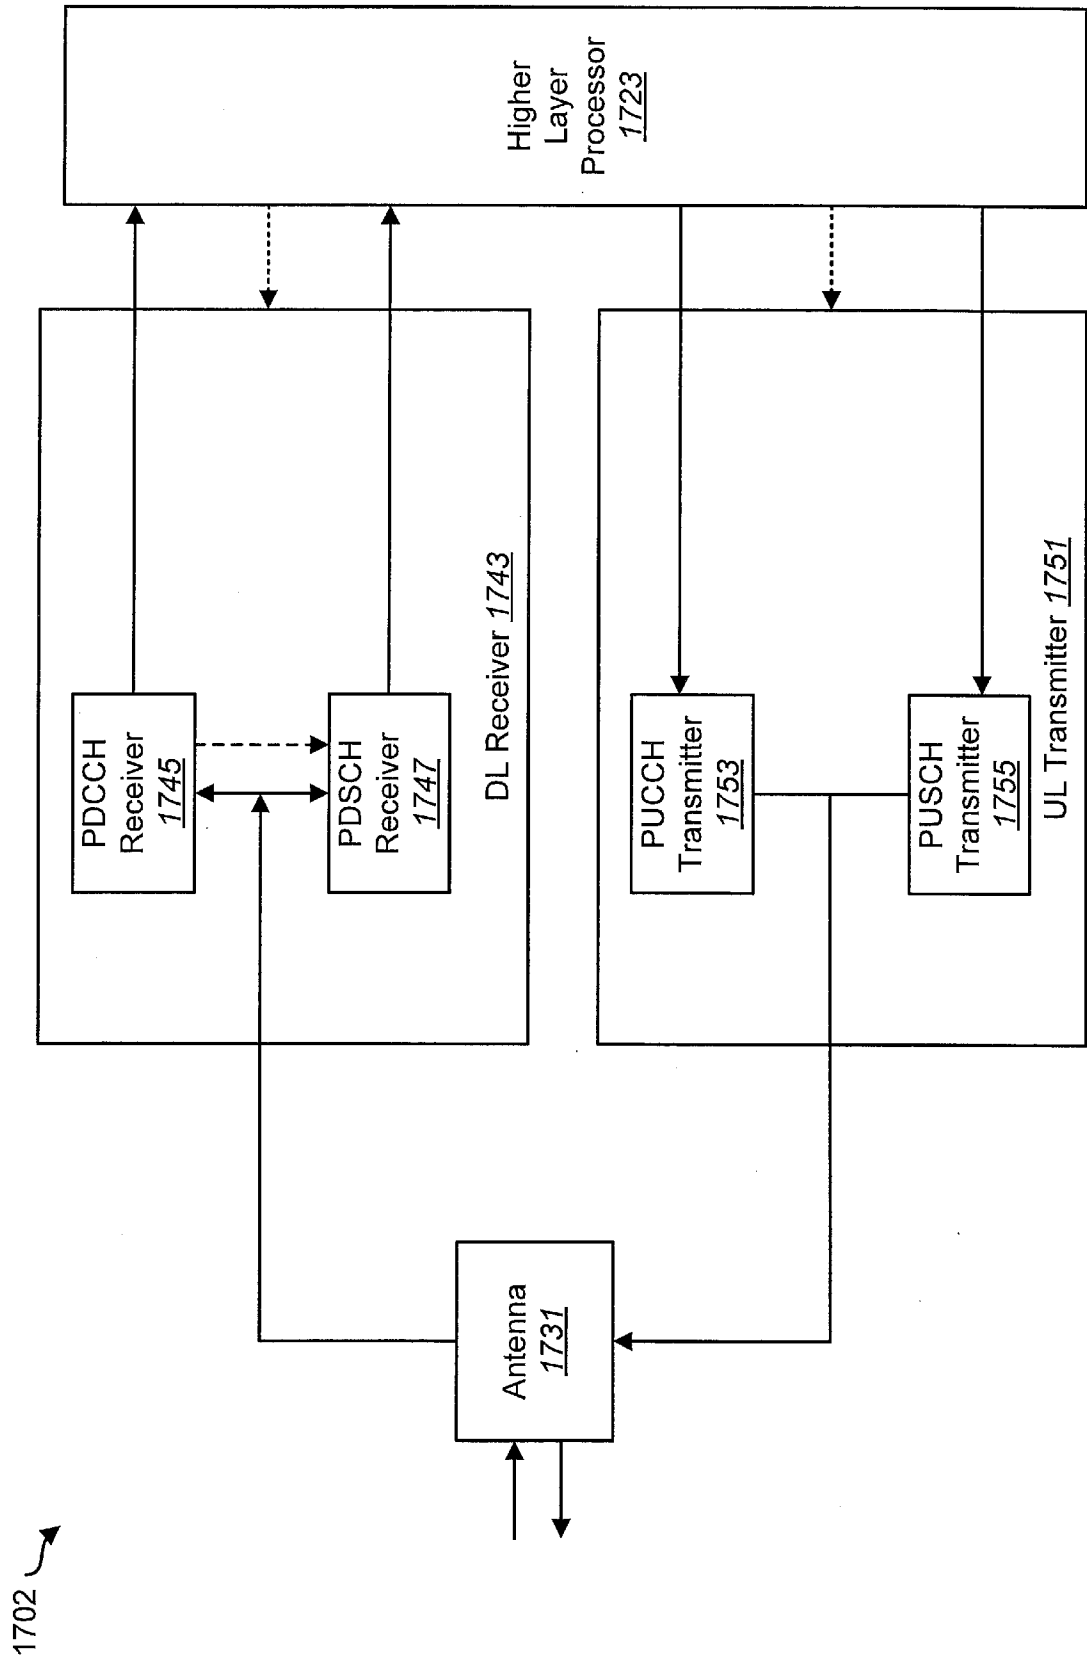 1702
Antenna
1731
PDCCH
Receiver
1745
PDSCH
Receiver
1747
DL Receiver 1743
PUCCH
Transmitter
1753
PUSCH
Transmitter
1755
UL Transmitter 1751
Higher
Layer
Processor
1723